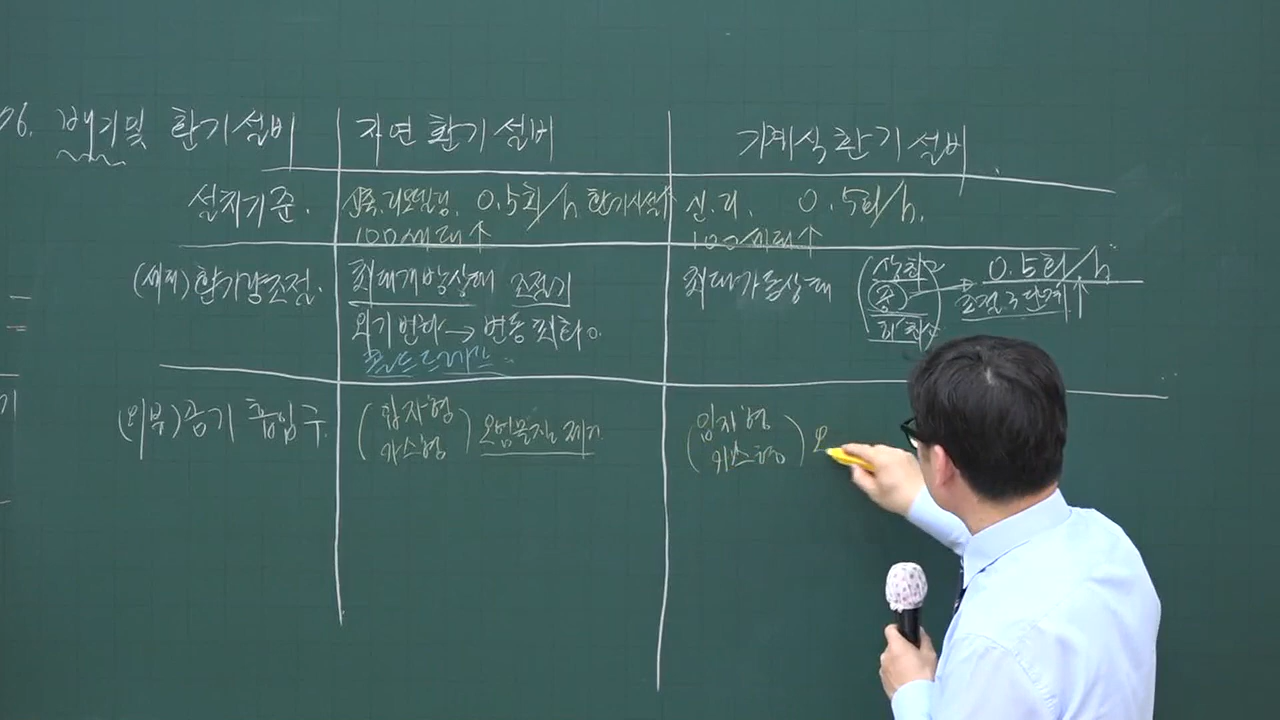 06. 배기및 환기설비
자연환기설비
기계식환기설비
설치기준.
신축.리모델링. 0.5회/h 환기시설
100세대↑
신.리. 0.5회/h.
100세대↑
(세대)환기량조절.
최대개방상태 조절기
외기변화→변동최화
최대가동상태
최소
0.5회/h
조절3단계↑
(외부)공기흡입구.
(입자형
가스형) 오염물질제거.
(입자형
가스형) 오